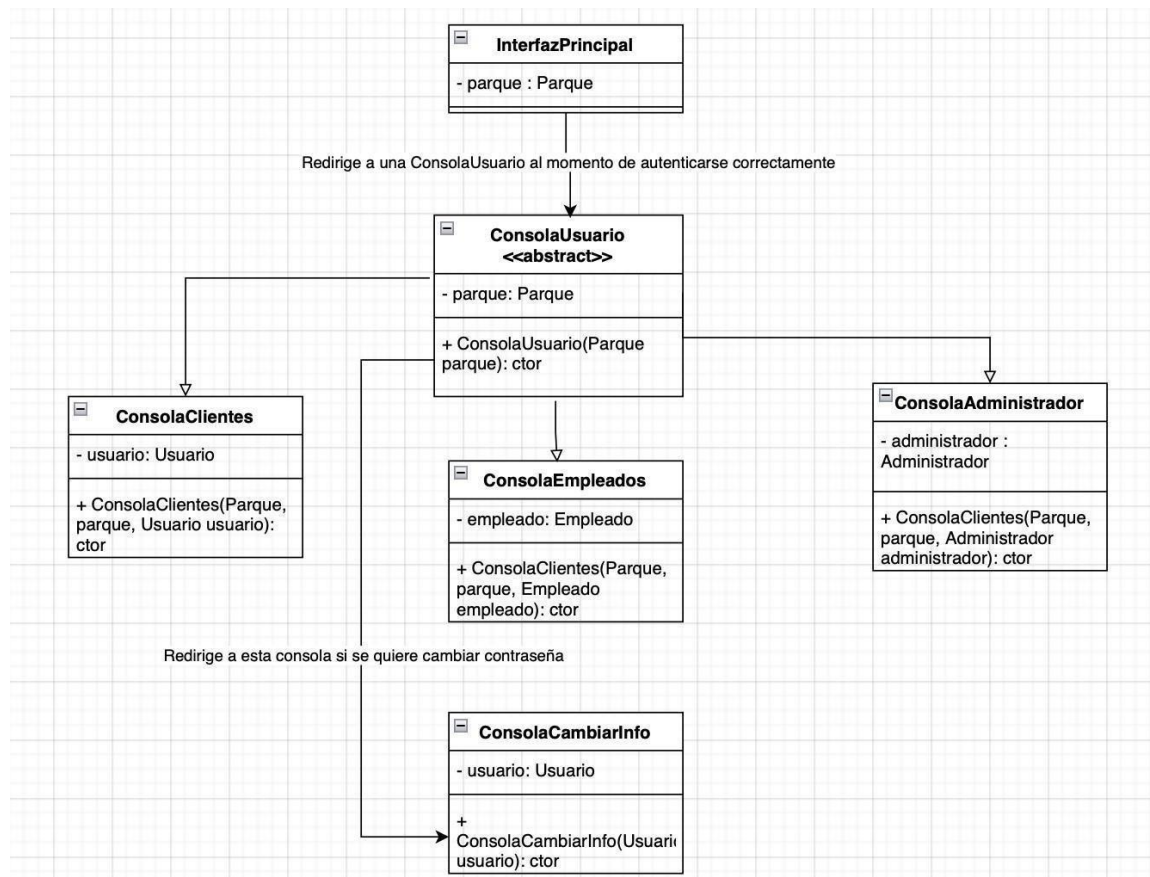 InterfazPrincipal
- parque : Parque
Redirige a una ConsolaUsuario al momento de autenticarse correctamente
ConsolaUsuario
<<abstract>>
- parque: Parque
+ ConsolaUsuario(Parque
parque): ctor
ConsolaClientes
- usuario: Usuario
+ ConsolaClientes(Parque,
parque, Usuario usuario):
ctor
ConsolaEmpleados
- empleado: Empleado
+ ConsolaClientes(Parque,
parque, Empleado
empleado): ctor
ConsolaAdministrador
- administrador :
Administrador
+ ConsolaClientes(Parque,
parque, Administrador
administrador): ctor
Redirige a esta consola si se quiere cambiar contraseña
ConsolaCambiarInfo
- usuario: Usuario
+
ConsolaCambiarInfo(Usuari
usuario): ctor